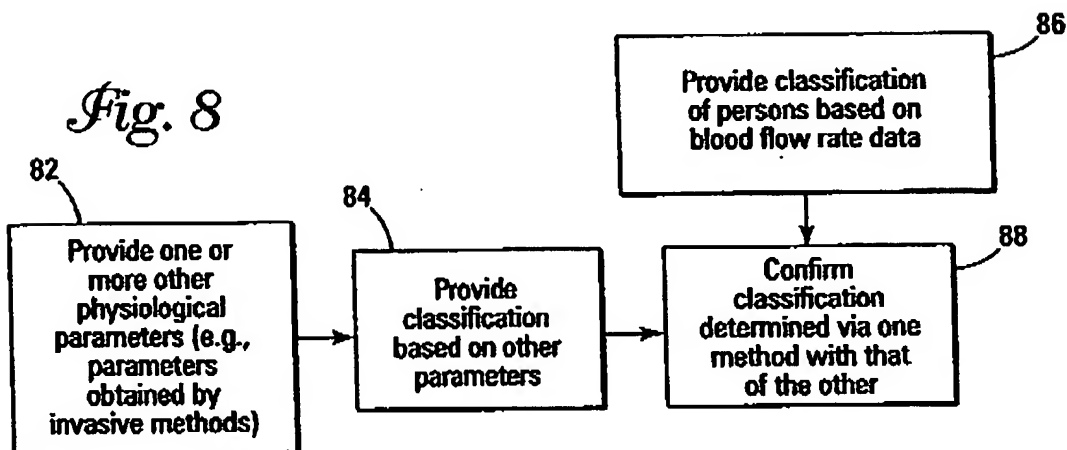 Fig. 8
86
Provide classification
of persons based on
blood flow rate data
82
Provide one or
more other
physiological
parameters (e.g.,
parameters
obtained by
invasive methods)
84
Provide
classification
based on other
parameters
88
Confirm
classification
determined via one
method with that
of the other